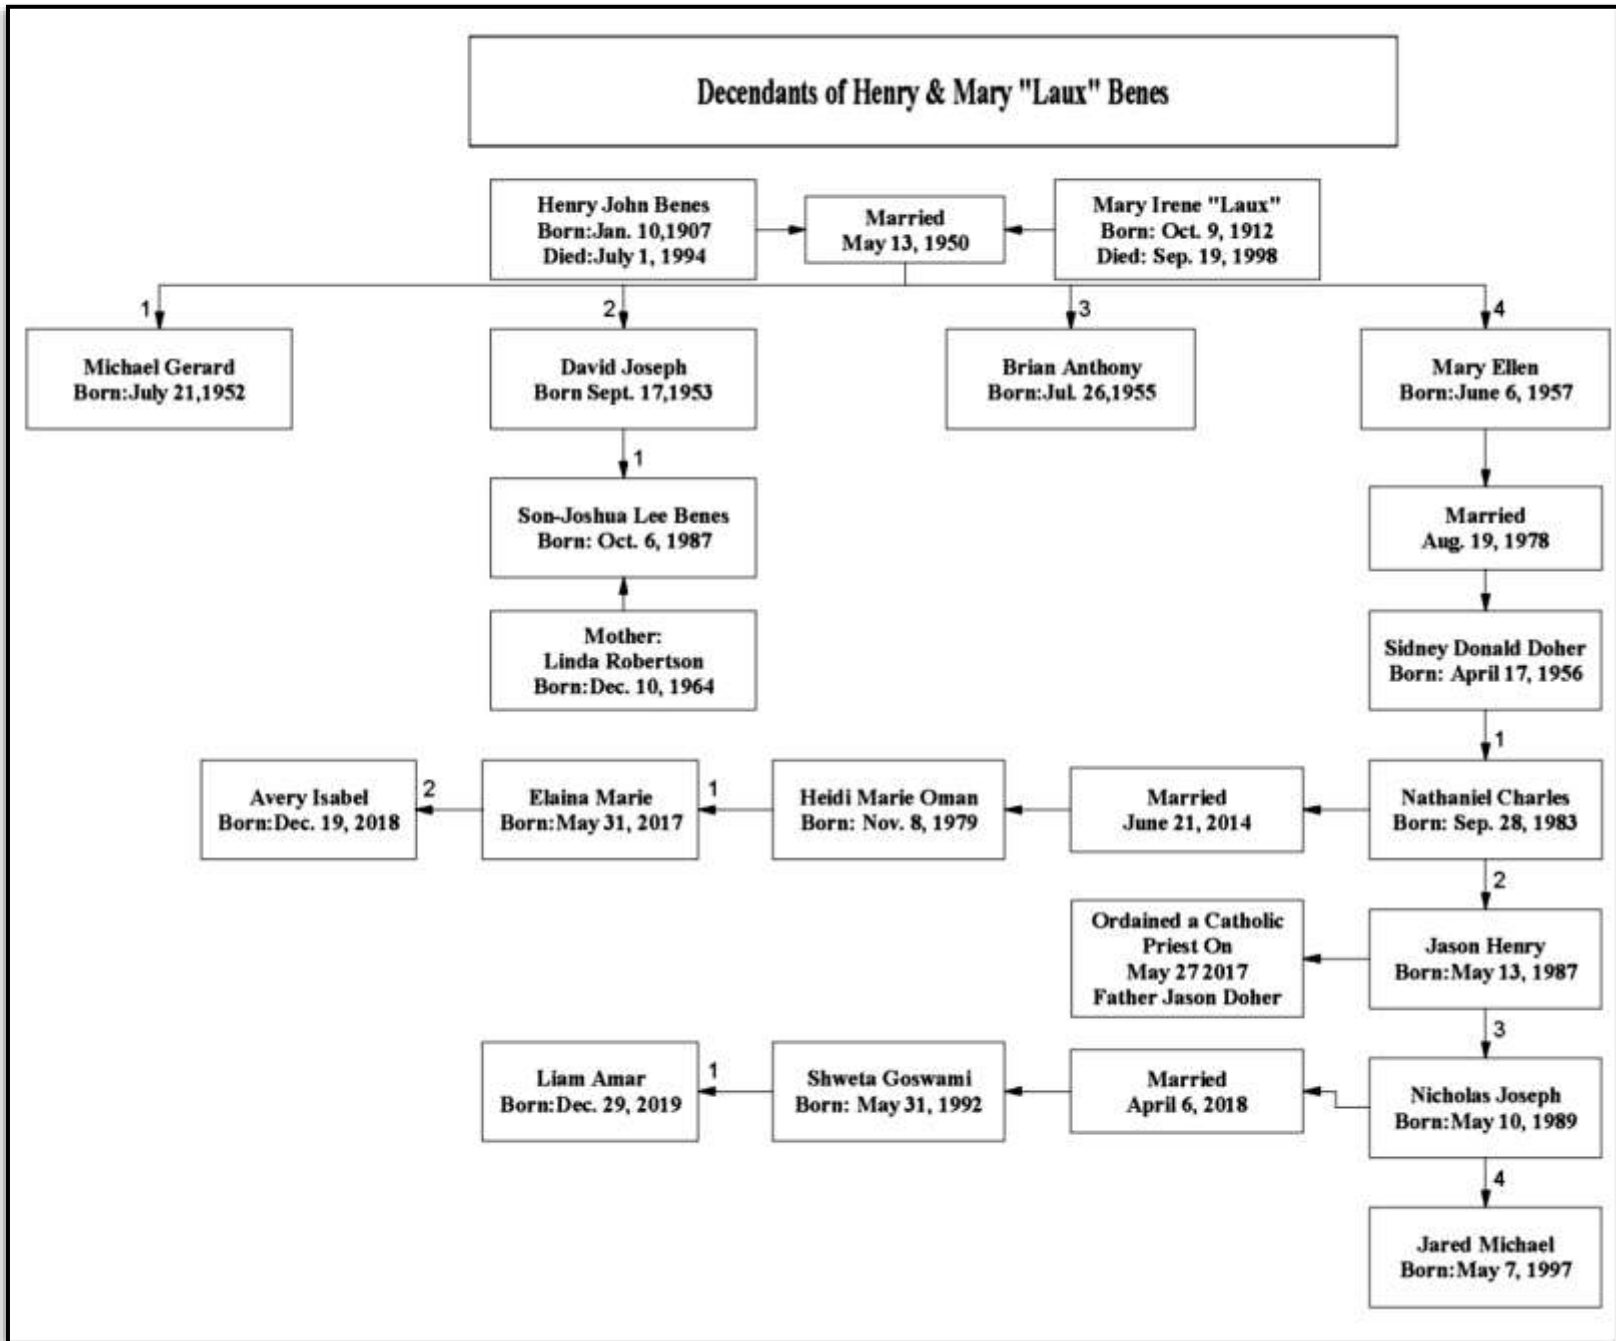 Decendants of Henry & Mary "Laux" Benes
Henry John Benes
Born:Jan. 10,1907
Died:July 1, 1994
Married
May 13, 1950
Mary Irene "Laux"
Born: Oct. 9, 1912
Died: Sep. 19, 1998
1
2
3
4
Michael Gerard
Born:July 21,1952
David Joseph
Born Sept. 17,1953
Brian Anthony
Born:Jul. 26,1955
Mary Ellen
Born:June 6, 1957
1
Son-Joshua Lee Benes
Born: Oct. 6, 1987
Married
Aug. 19, 1978
Mother:
Linda Robertson
Born:Dec. 10, 1964
Sidney Donald Doher
Born: April 17, 1956
1
Avery Isabel
Born:Dec. 19, 2018
2
Elaina Marie
Born:May 31, 2017
1
Heidi Marie Oman
Born: Nov. 8, 1979
Married
June 21, 2014
Nathaniel Charles
Born: Sep. 28, 1983
2
Ordained a Catholic
Priest On
May 27 2017
Father Jason Doher
Jason Henry
Born:May 13, 1987
3
Liam Amar
Born:Dec. 29, 2019
1
Shweta Goswami
Born: May 31, 1992
Married
April 6, 2018
Nicholas Joseph
Born:May 10, 1989
4
Jared Michael
Born:May 7, 1997